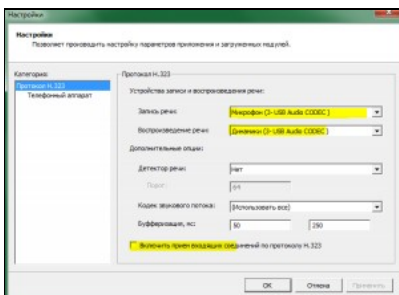 Настройки
Настройки
Позволяет производить настройку параметров приложения и загруженных модулей.
Категория:
Протокол H.323
Телефонный аппарат
Протокол H.323
Устройства записи и воспроизведения речи:
Запись речи:
Микрофон (3- USB Audio CODEC )
Воспроизведение речи:
Динамики (3- USB Audio CODEC )
Дополнительные опции:
Детектор речи:
Нет
Порог:
64
Кодек звукового потока:
(Использовать все)
Буфферизация, мс:
50
250
Включить прием входящих соединений по протоколу H.323
OK
Отмена
Применить